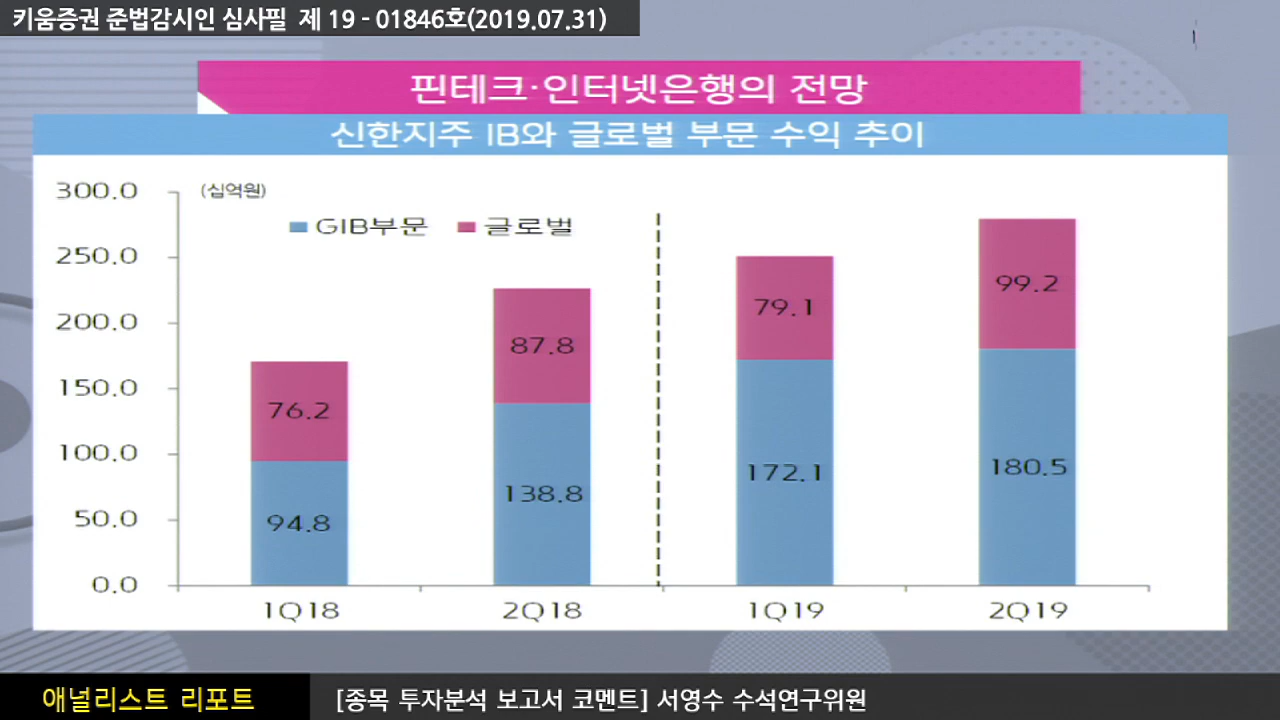 키움증권 준법감시인 심사필 제 19 - 01846호(2019.07.31)
핀테크·인터넷은행의 전망
신한지주 IB와 글로벌 부문 수익 추이
(십억원)
GIB부문 글로벌
300.0
250.0
200.0
150.0
100.0
50.0
0.0
76.2
94.8
87.8
138.8
79.1
172.1
99.2
180.5
1Q18 2Q18 1Q19 2Q19
애널리스트 리포트
[종목 투자분석 보고서 코멘트] 서영수 수석연구위원